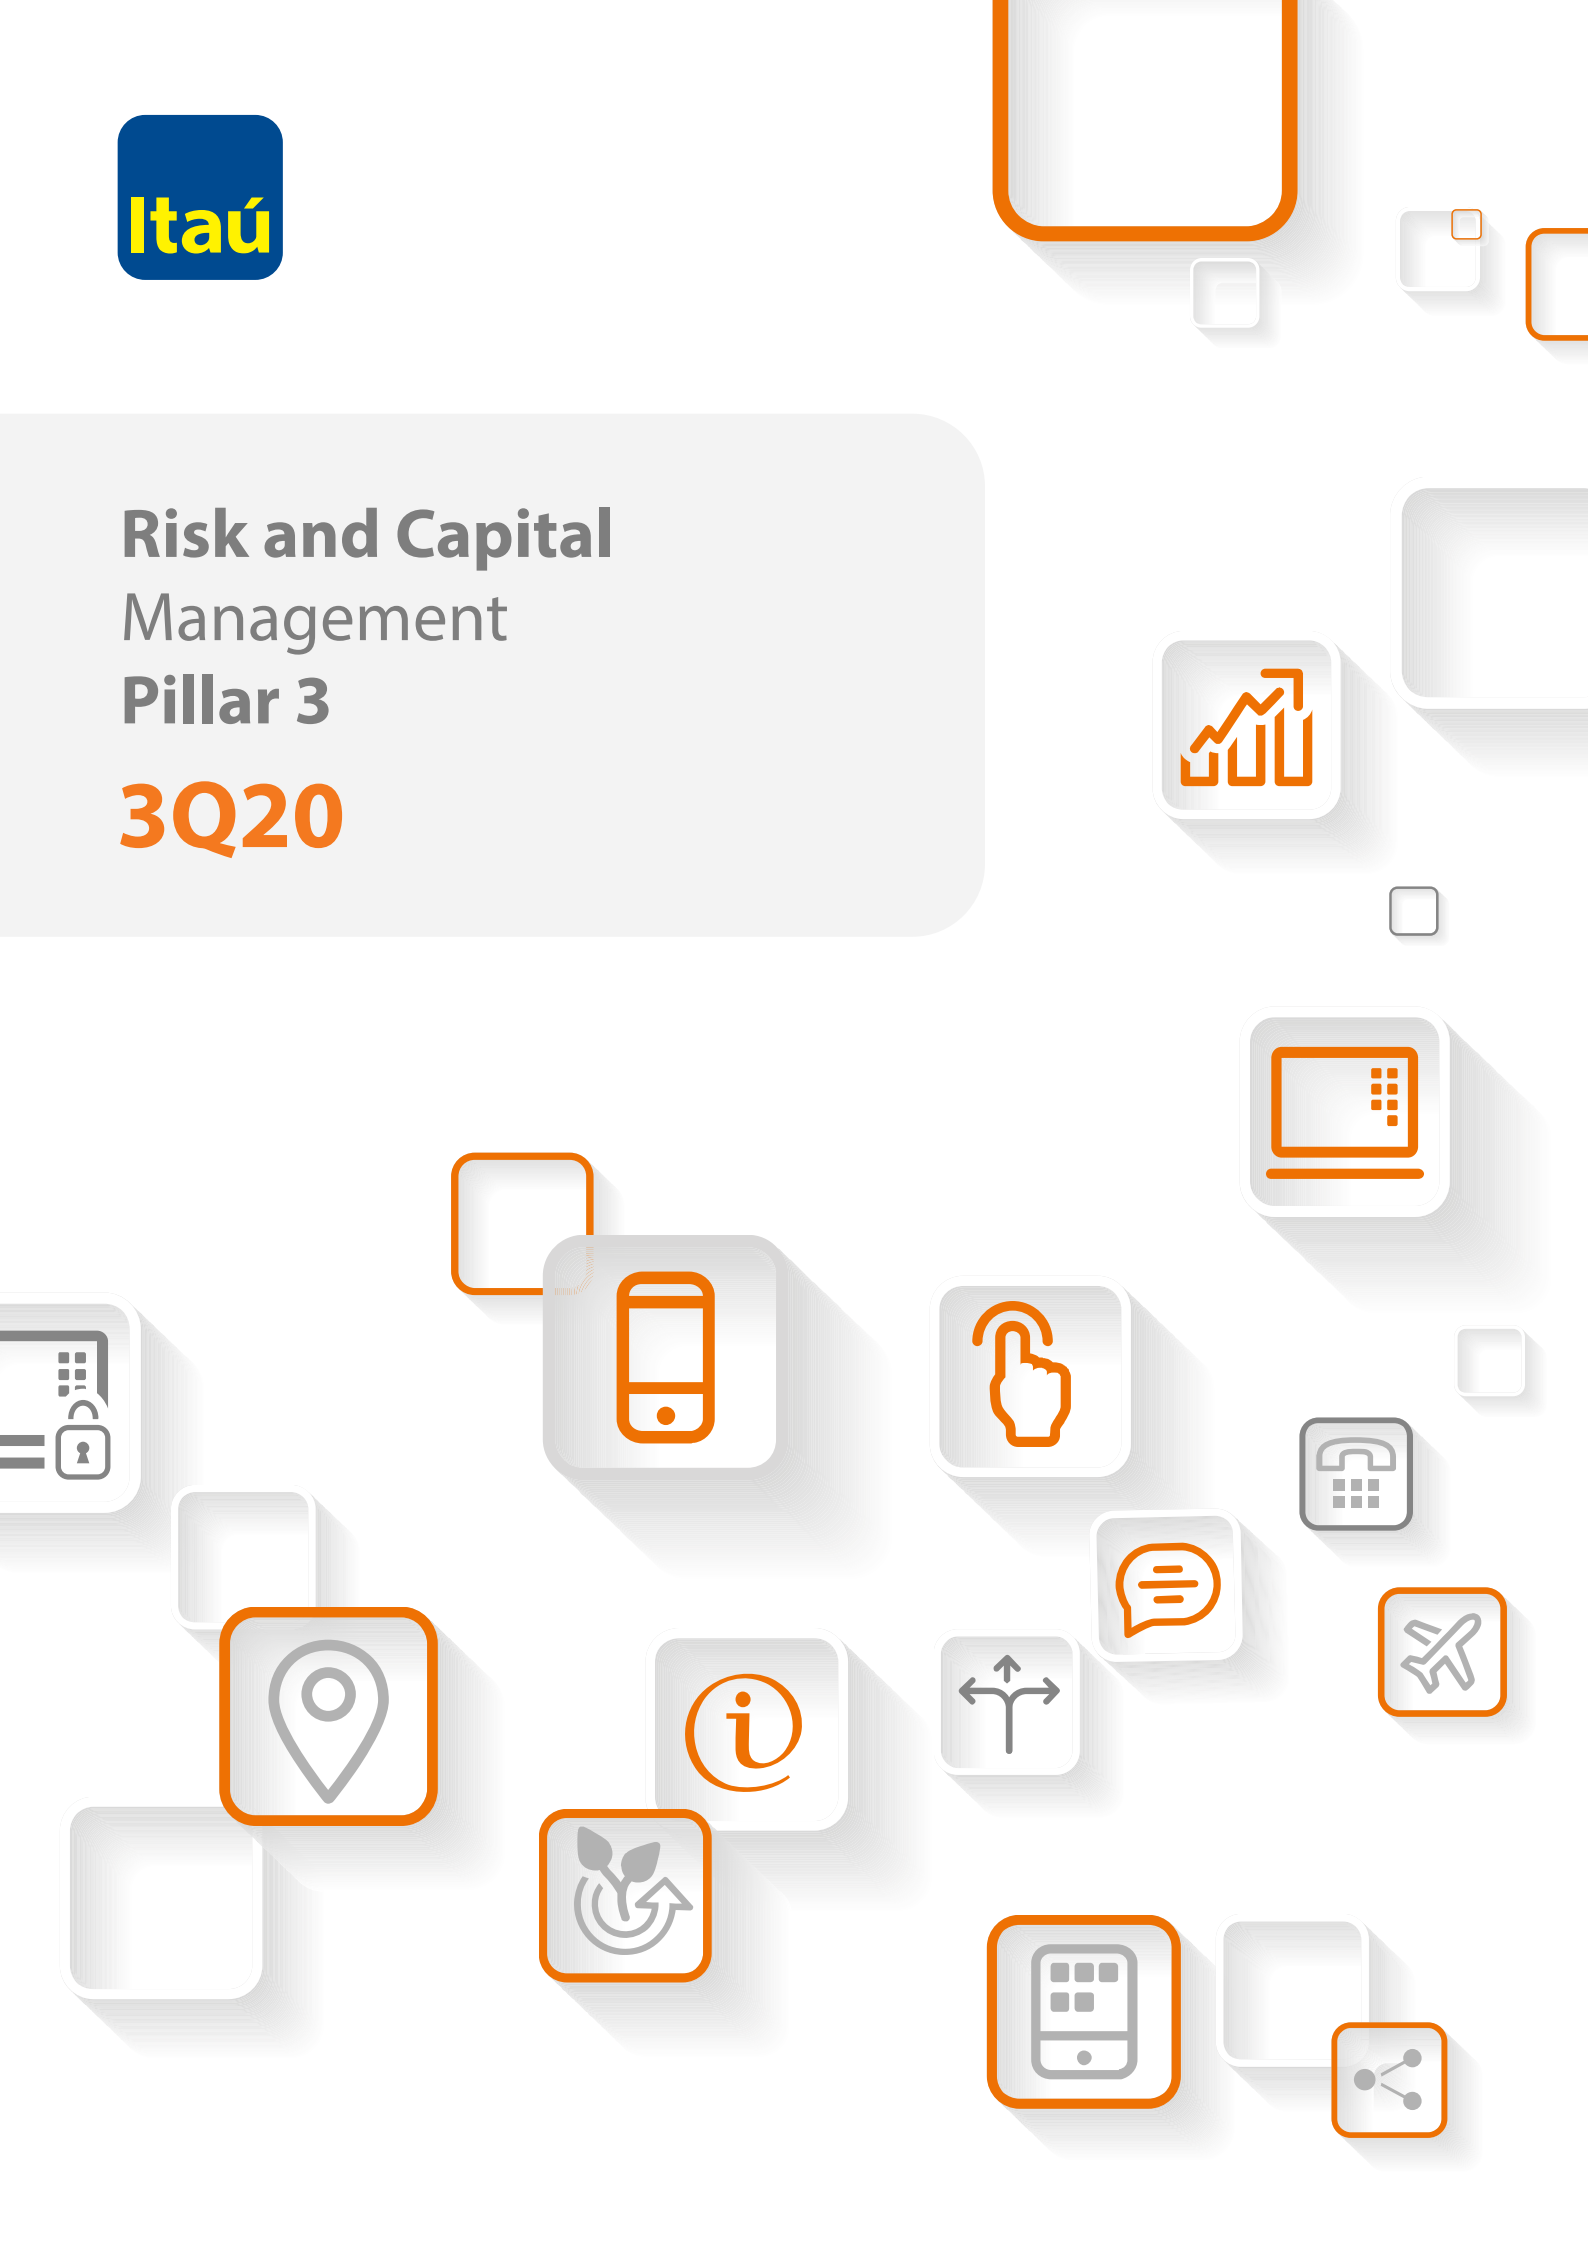 Itaú
Risk and Capital
Management
Pillar 3
3Q20